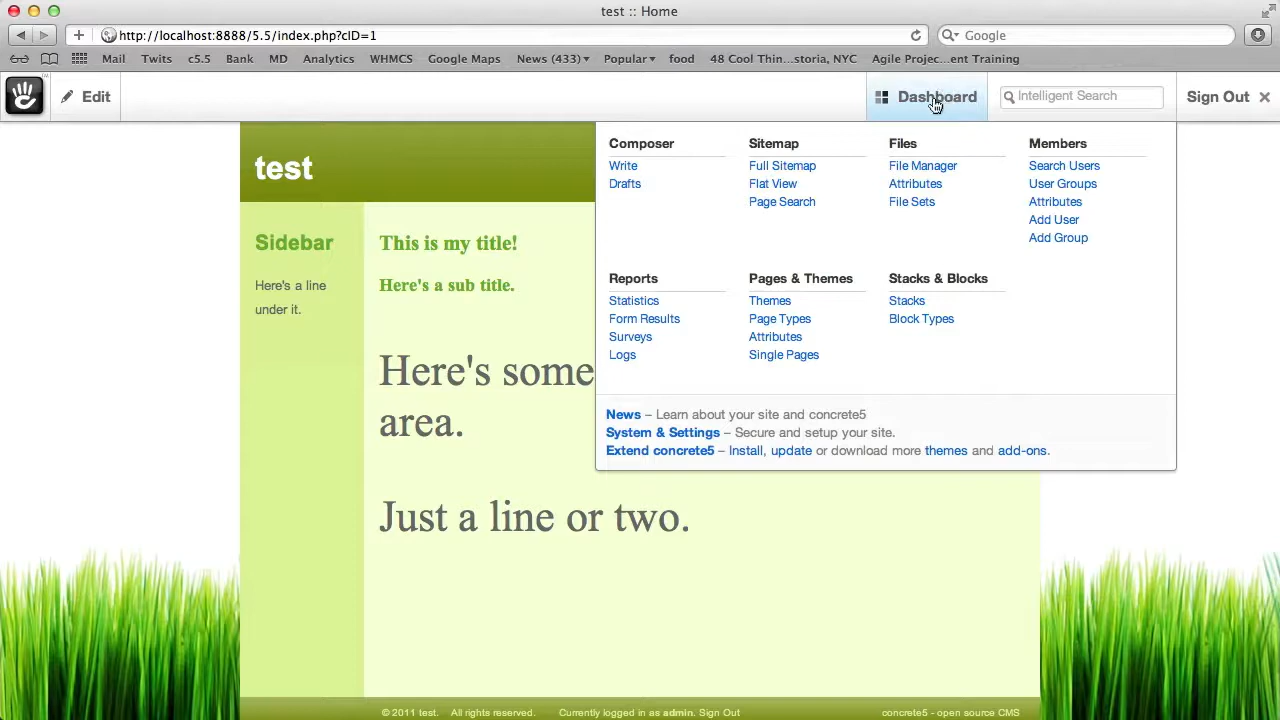 test :: Home
http://localhost:8888/5.5/index.php?cID=1
Google
Mail Twits c5.5 Bank MD Analytics WHMCS Google Maps News (433) Popular food 48 Cool Thin...storia, NYC Agile Projec...ent Training
Edit
Dashboard
Intelligent Search
Sign Out
Composer
Write
Drafts
Sitemap
Full Sitemap
Flat View
Page Search
Files
File Manager
Attributes
File Sets
Members
Search Users
User Groups
Attributes
Add User
Add Group
Reports
Statistics
Form Results
Surveys
Logs
Pages & Themes
Themes
Page Types
Attributes
Single Pages
Stacks & Blocks
Stacks
Block Types
News – Learn about your site and concrete5
System & Settings – Secure and setup your site.
Extend concrete5 – Install, update or download more themes and add-ons.
test
Sidebar
Here's a line
under it.
This is my title!
Here's a sub title.
Here's some
area.
Just a line or two.
© 2011 test. All rights reserved. Currently logged in as admin. Sign Out
concrete5 - open source CMS